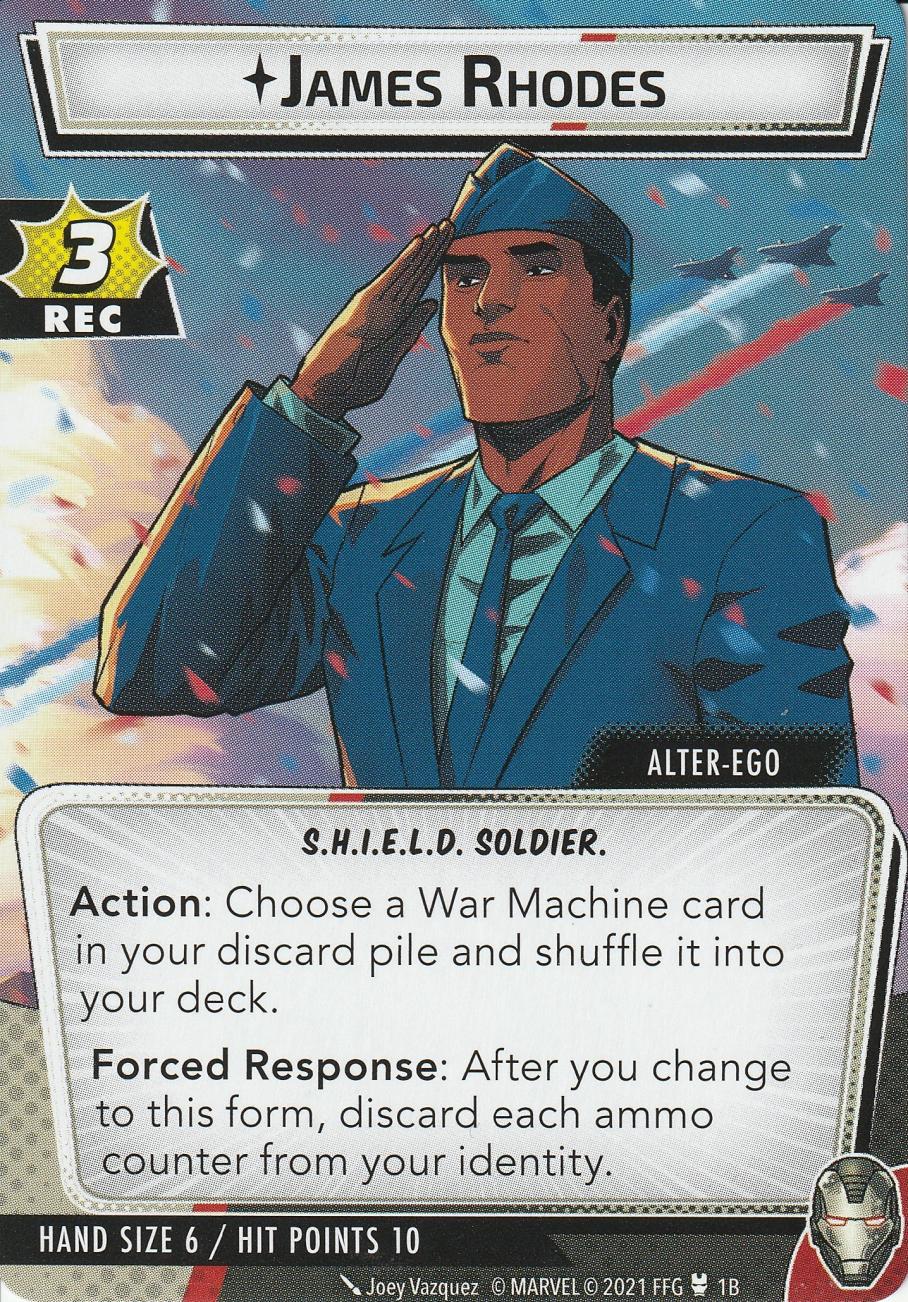 James Rhodes
3
REC
ALTER-EGO
S.H.I.E.L.D. SOLDIER.
Action: Choose a War Machine card
in your discard pile and shuffle it into
your deck.
Forced Response: After you change
to this form, discard each ammo
counter from your identity.
HAND SIZE 6 / HIT POINTS 10
Joey Vazquez © MARVEL © 2021 FFG 1B